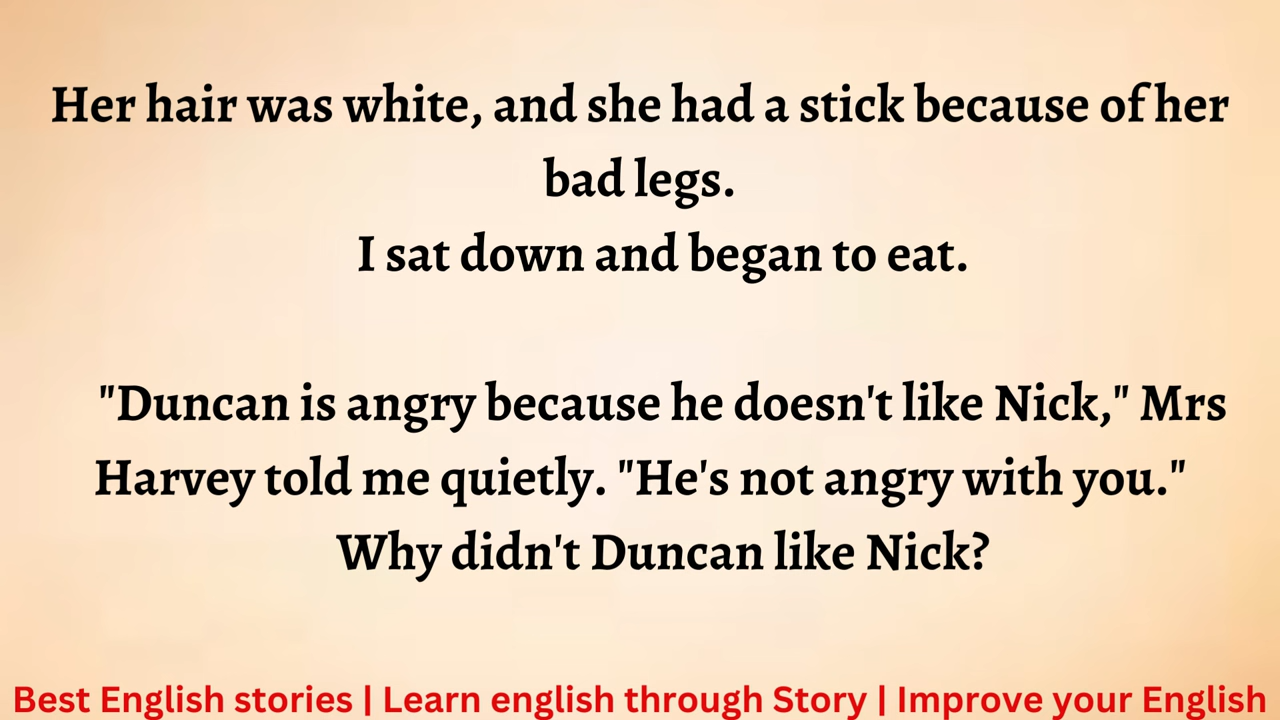 Her hair was white, and she had a stick because of her
bad legs.
I sat down and began to eat.
"Duncan is angry because he doesn't like Nick," Mrs
Harvey told me quietly. "He's not angry with you."
Why didn't Duncan like Nick?
Best English stories | Learn english through Story | Improve your English